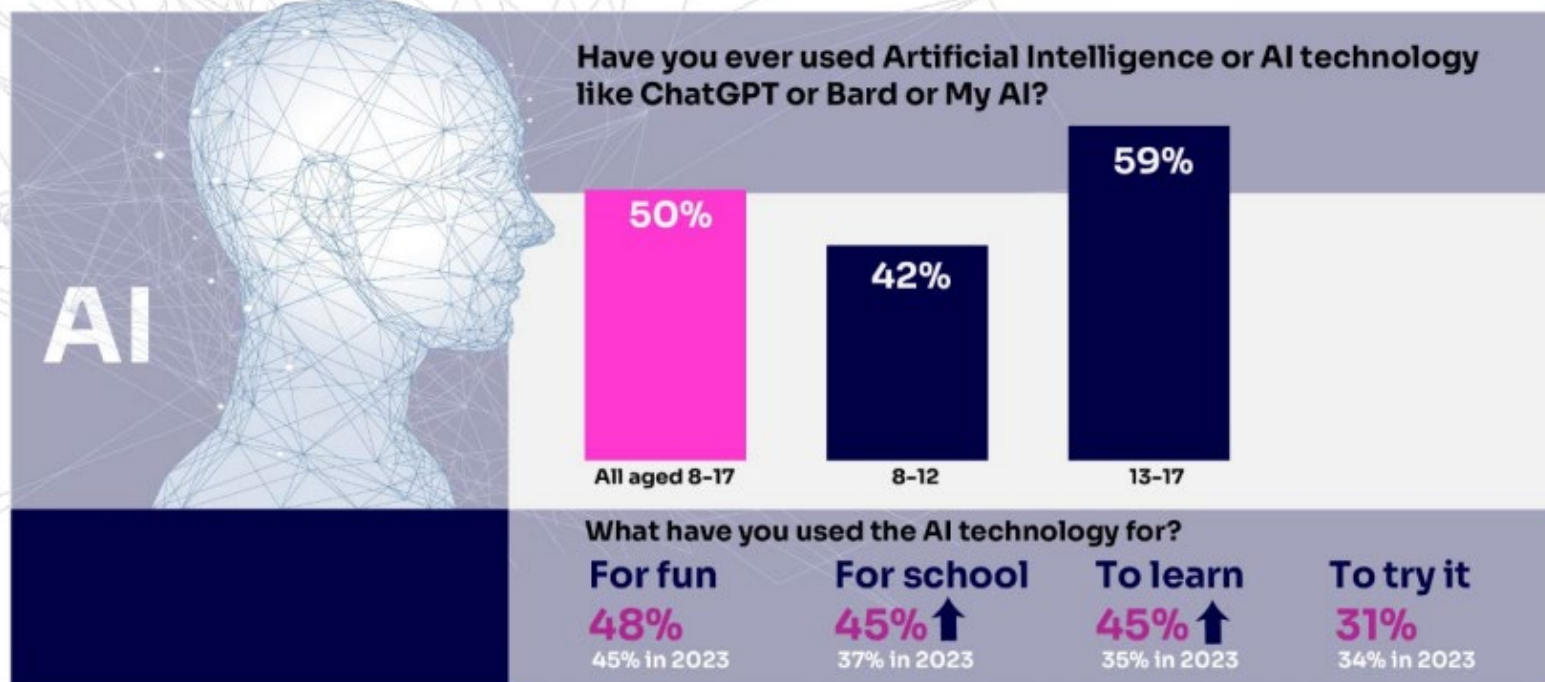 AI
Have you ever used Artificial Intelligence or AI technology
like ChatGPT or Bard or My AI?
50%
42%
59%
All aged 8-17
8-12
13-17
What have you used the AI technology for?
For fun
For school
To learn
To try it
48%
45%
45%
31%
45% in 2023
37% in 2023
35% in 2023
34% in 2023